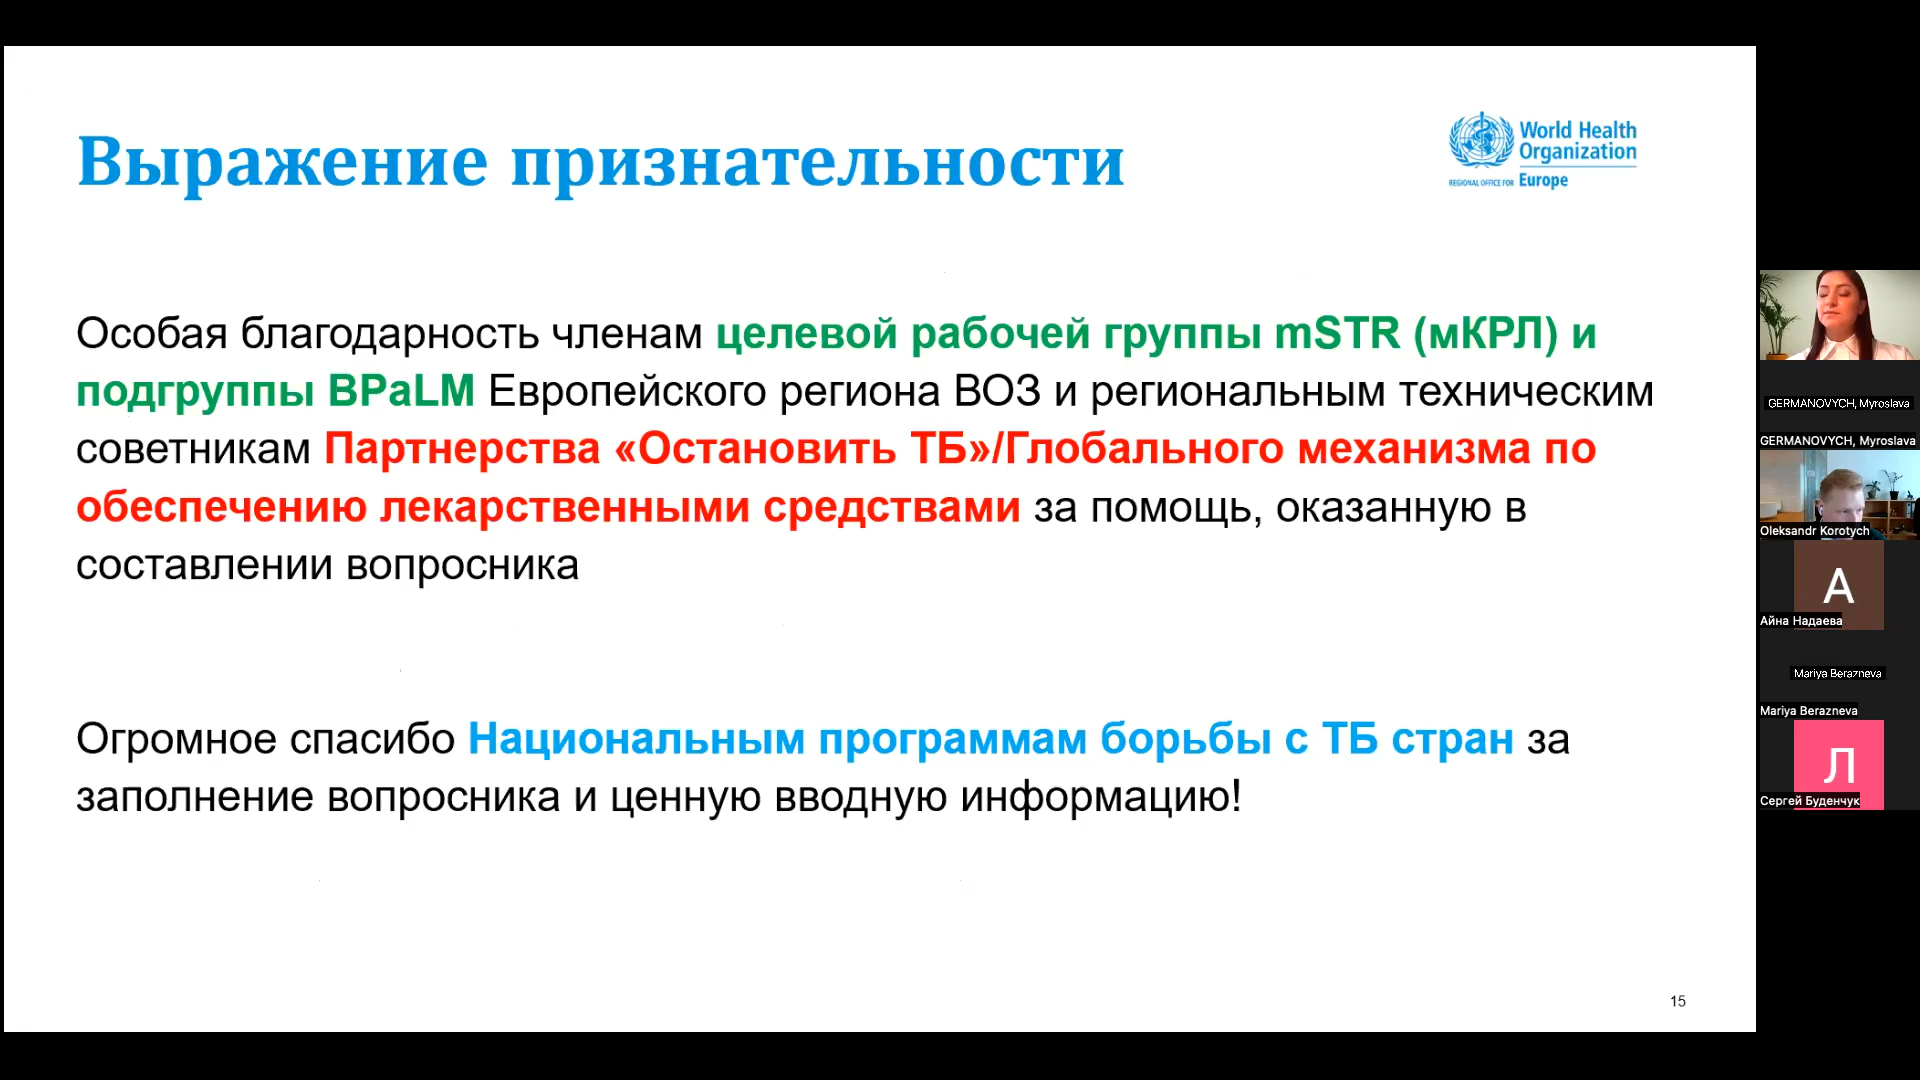 Выражение признательности
World Health
Organization
REGIONAL OFFICE FOR Europe
Особая благодарность членам целевой рабочей группы mSTR (мКРЛ) и
подгруппы BPaLM Европейского региона ВОЗ и региональным техническим
советникам Партнерства «Остановить ТБ»/Глобального механизма по
обеспечению лекарственными средствами за помощь, оказанную в
составлении вопросника
Огромное спасибо Национальным программам борьбы с ТБ стран за
заполнение вопросника и ценную вводную информацию!
15
GERMANOVYCH, Myroslava
GERMANOVYCH, Myroslava
Oleksandr Korotych
А
Айна Надаева
Mariya Berazneva
Mariya Berazneva
Л
Сергей Буденчук